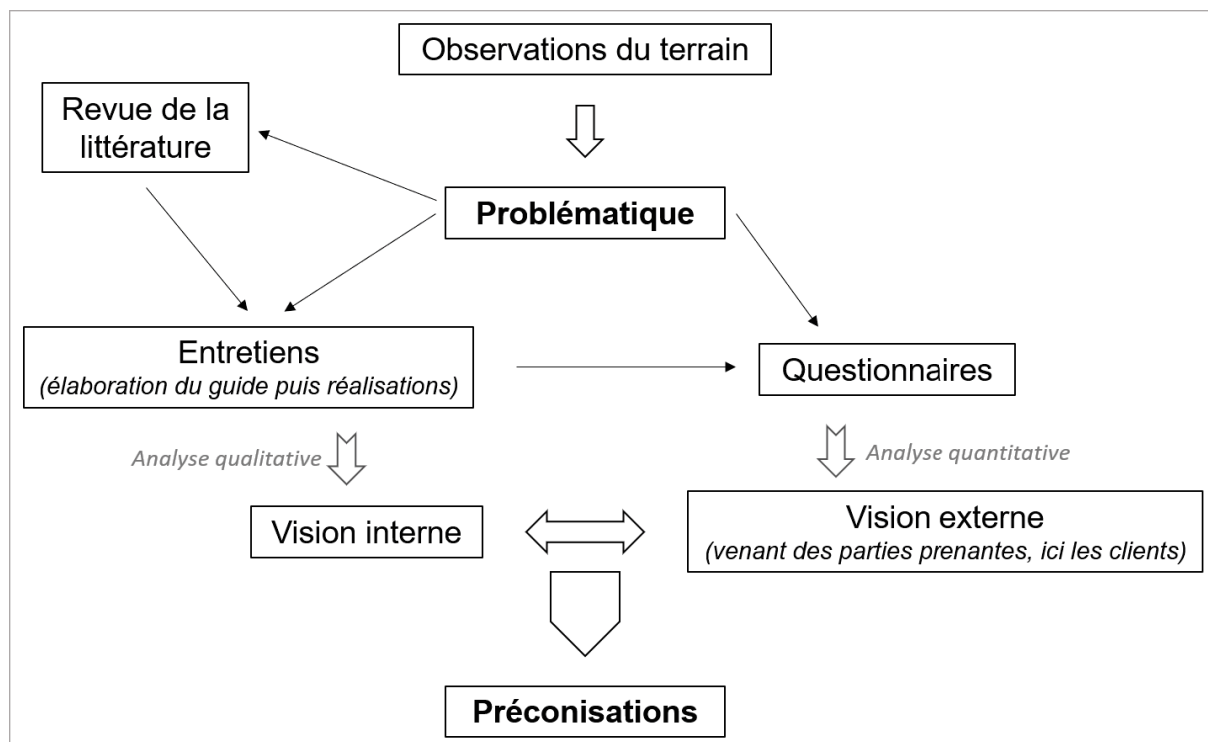 Observations du terrain
Revue de la
littérature
Problématique
Entretiens
(élaboration du guide puis réalisations)
Questionnaires
Analyse qualitative
Analyse quantitative
Vision interne
Vision externe
(venant des parties prenantes, ici les clients)
Préconisations